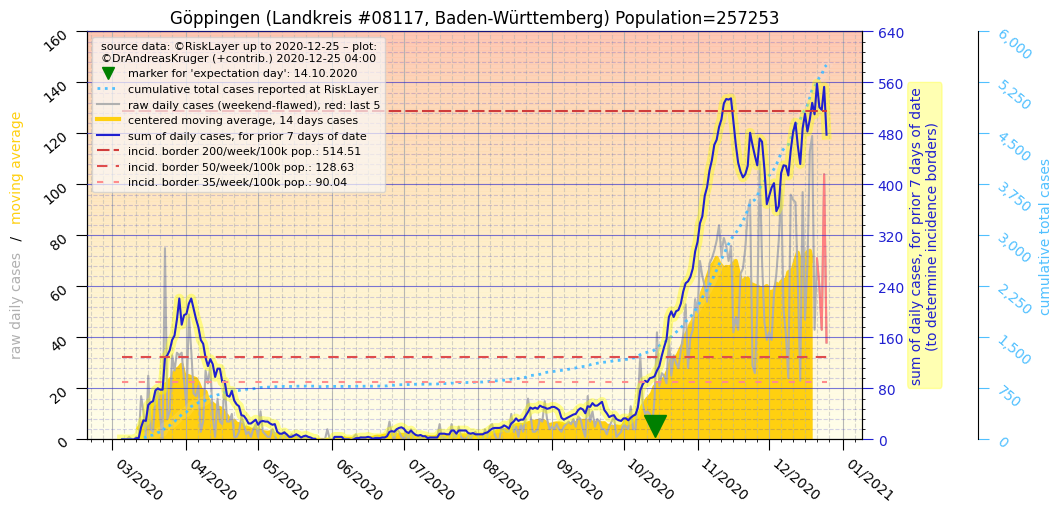 Göppingen (Landkreis #08117, Baden-Württemberg) Population=257253
source data: ©RiskLayer up to 2020-12-25 – plot:
©DrAndreasKruger (+contrib.) 2020-12-25 04:00
marker for 'expectation day': 14.10.2020
cumulative total cases reported at RiskLayer
raw daily cases (weekend-flawed), red: last 5
centered moving average, 14 days cases
sum of daily cases, for prior 7 days of date
incid. border 200/week/100k pop.: 514.51
incid. border 50/week/100k pop.: 128.63
incid. border 35/week/100k pop.: 90.04
raw daily cases / moving average
160
140
120
100
80
60
40
20
0
640
560
480
400
320
240
160
80
0
sum of daily cases, for prior 7 days of date
(to determine incidence borders)
6,000
5,250
4,500
3,750
3,000
2,250
1,500
750
0
cumulative total cases
03/2020
04/2020
05/2020
06/2020
07/2020
08/2020
09/2020
10/2020
11/2020
12/2020
01/2021